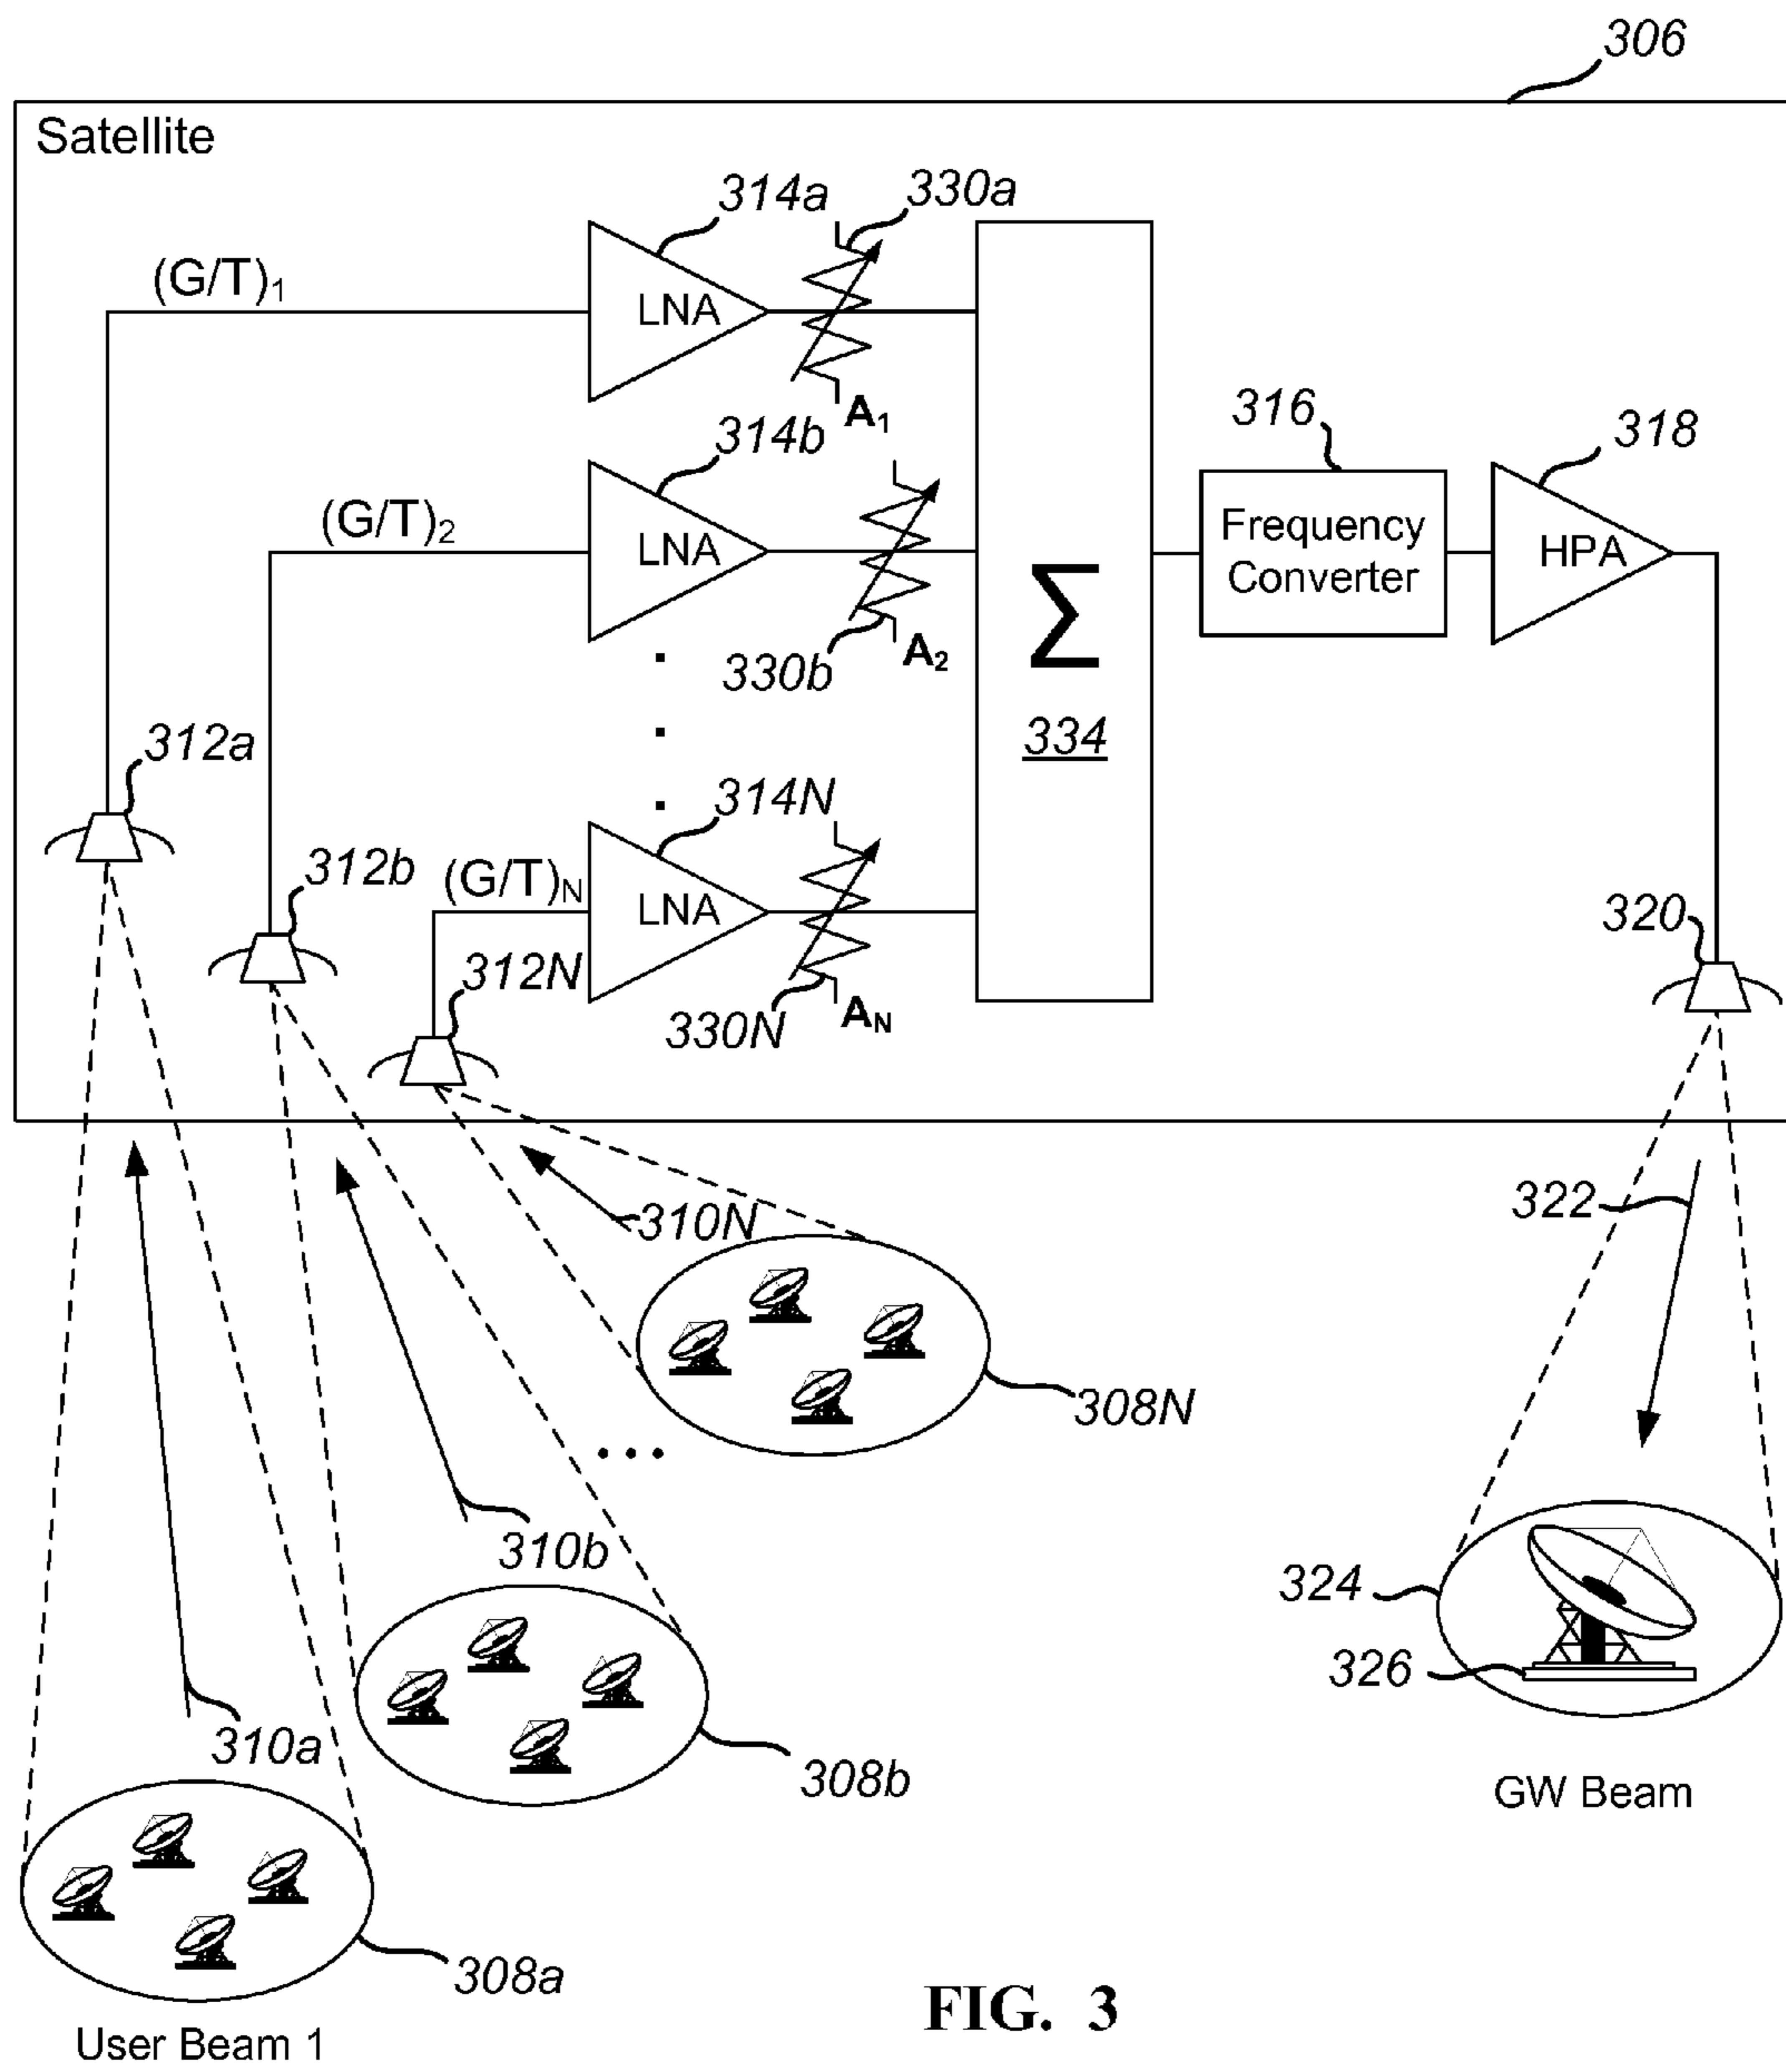 306
Satellite
314a
330a
(G/T)1
LNA
A1
314b
316
318
(G/T)2
LNA
Frequency
Converter
HPA
Σ
330b
A2
334
312a
314N
312b
(G/T)N
LNA
320
312N
330N
AN
322
310N
308N
...
310b
324
326
310a
308b
GW Beam
308a
FIG. 3
User Beam 1